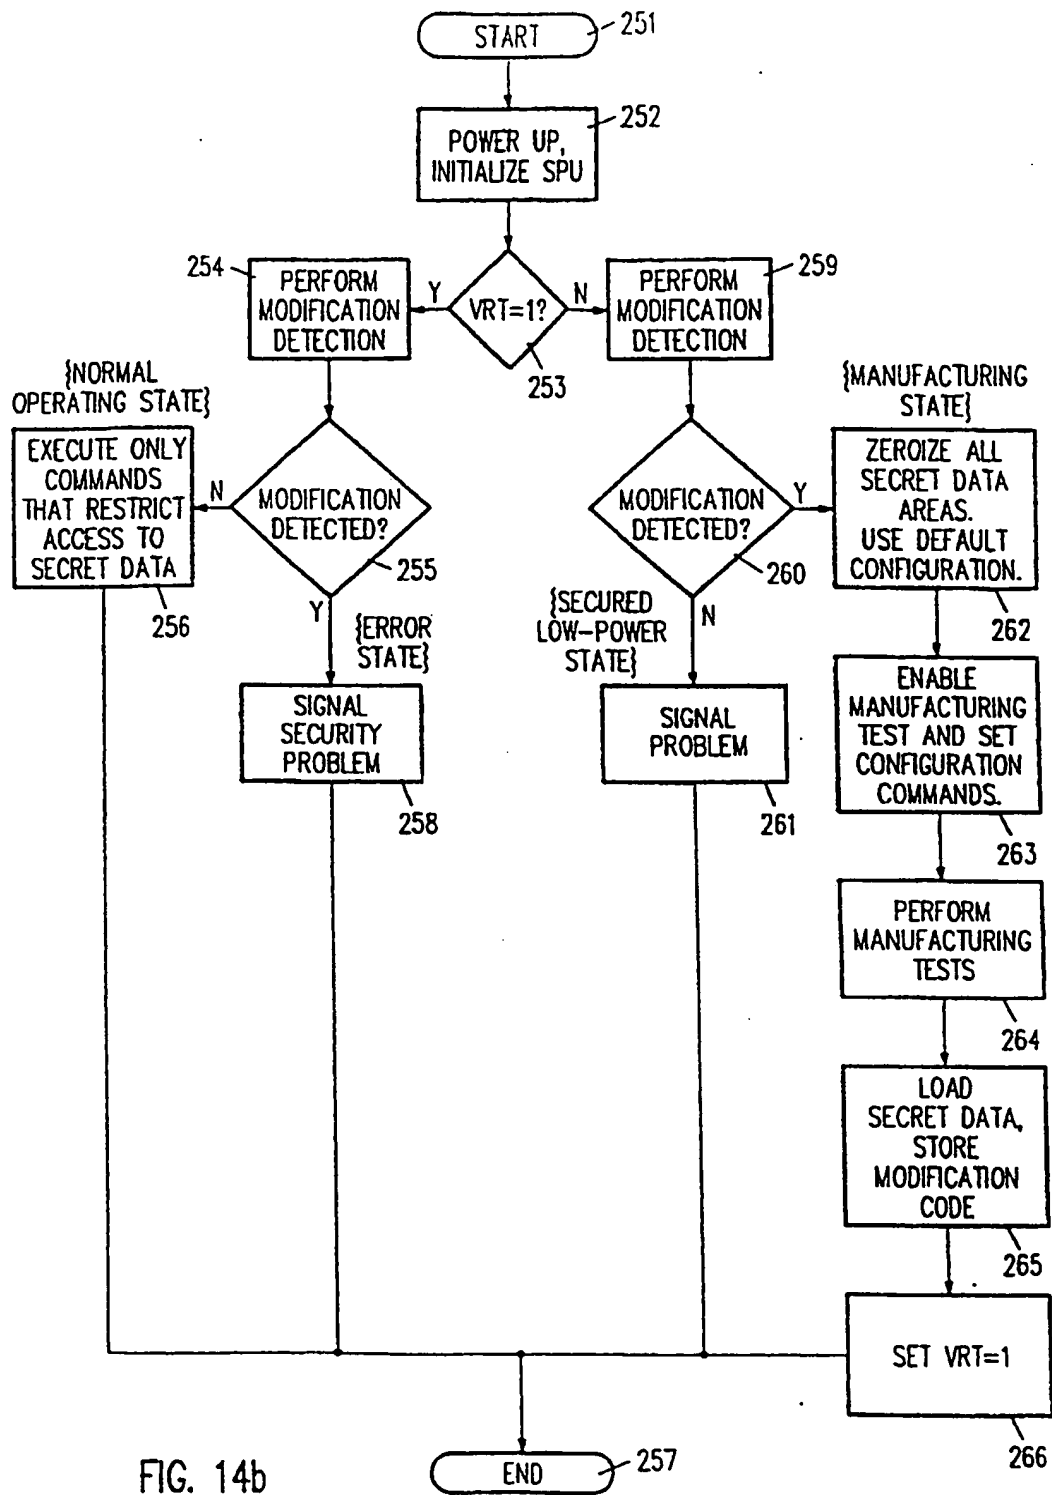 START
251
POWER UP,
INITIALIZE SPU
252
VRT=1?
253
Y
N
254
PERFORM
MODIFICATION
DETECTION
259
PERFORM
MODIFICATION
DETECTION
{NORMAL
OPERATING STATE}
EXECUTE ONLY
COMMANDS
THAT RESTRICT
ACCESS TO
SECRET DATA
256
N
MODIFICATION
DETECTED?
255
Y
{ERROR
STATE}
SIGNAL
SECURITY
PROBLEM
258
MODIFICATION
DETECTED?
260
Y
N
{SECURED
LOW-POWER
STATE}
SIGNAL
PROBLEM
261
{MANUFACTURING
STATE}
ZEROIZE ALL
SECRET DATA
AREAS.
USE DEFAULT
CONFIGURATION.
262
ENABLE
MANUFACTURING
TEST AND SET
CONFIGURATION
COMMANDS.
263
PERFORM
MANUFACTURING
TESTS
264
LOAD
SECRET DATA,
STORE
MODIFICATION
CODE
265
SET VRT=1
266
END
257
FIG. 14b